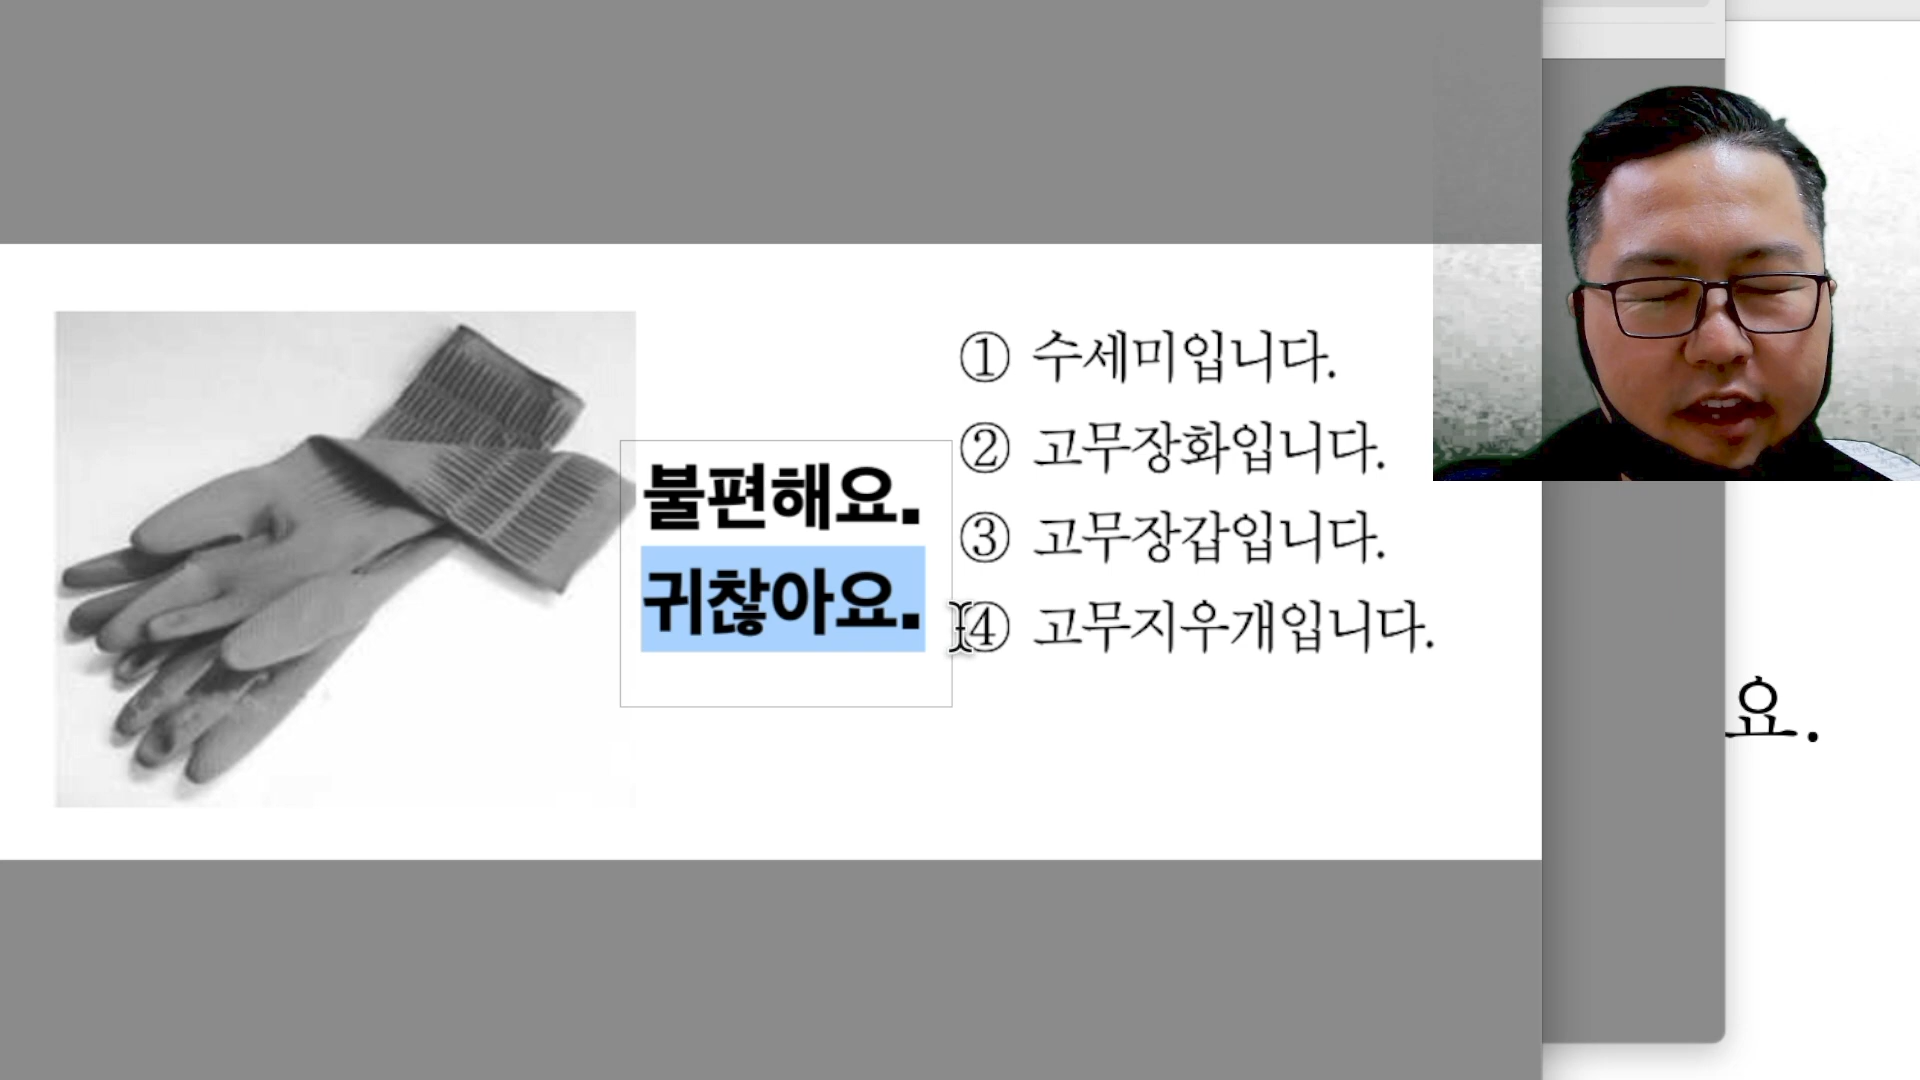 불편해요.
귀찮아요.
① 수세미입니다.
② 고무장화입니다.
③ 고무장갑입니다.
④ 고무지우개입니다.
요.